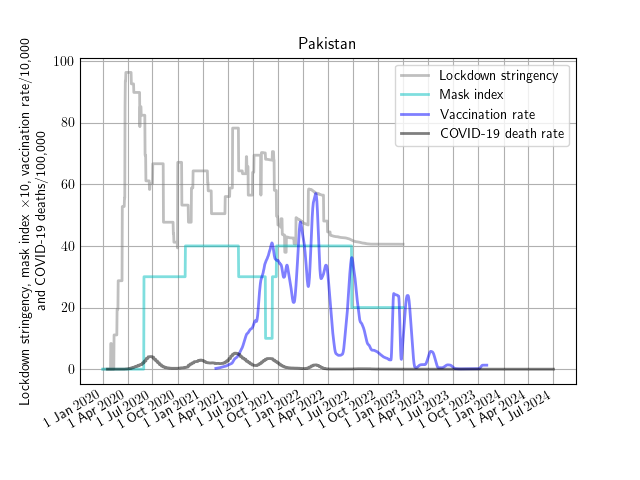 Pakistan
Lockdown stringency, mask index ×10, vaccination rate/10,000
and COVID-19 deaths/100,000
100
80
60
40
20
0
Lockdown stringency
Mask index
Vaccination rate
COVID-19 death rate
1 Jan 2020
1 Apr 2020
1 Jul 2020
1 Oct 2020
1 Jan 2021
1 Apr 2021
1 Jul 2021
1 Oct 2021
1 Jan 2022
1 Apr 2022
1 Jul 2022
1 Oct 2022
1 Jan 2023
1 Apr 2023
1 Jul 2023
1 Oct 2023
1 Jan 2024
1 Apr 2024
1 Jul 2024